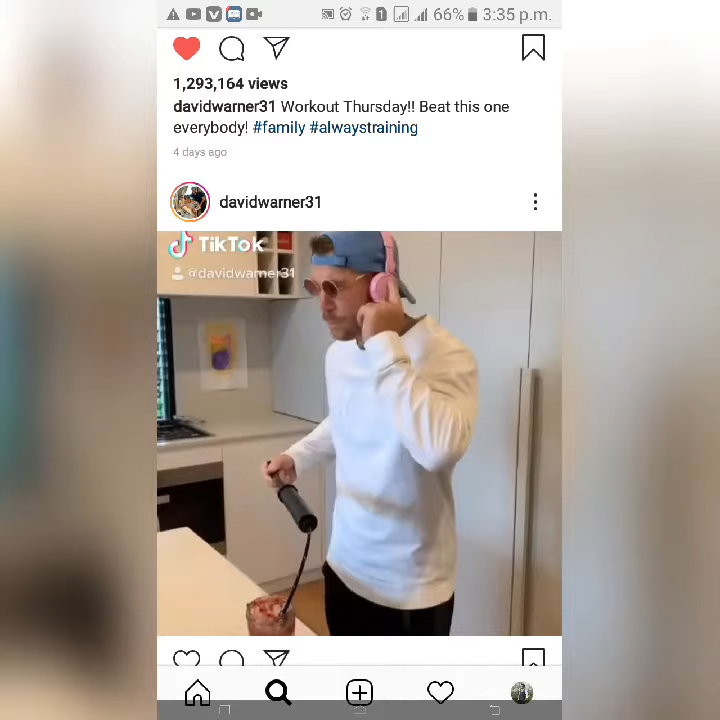 66% 3:35 p.m.
1,293,164 views
davidwarner31 Workout Thursday!! Beat this one
everybody! #family #alwaystraining
4 days ago
davidwarner31
TikTok
@davidwarner31